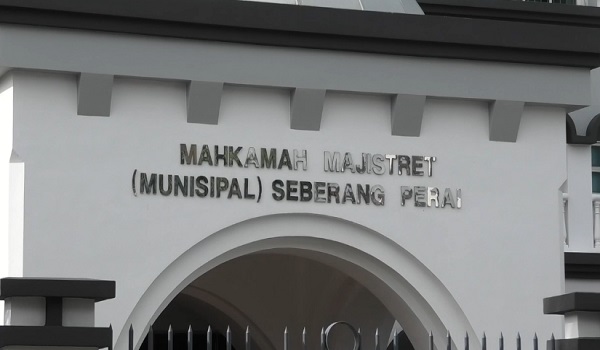 MAHKAMAH MAJISTRET
(MUNISIPAL) SEBERANG PERAI